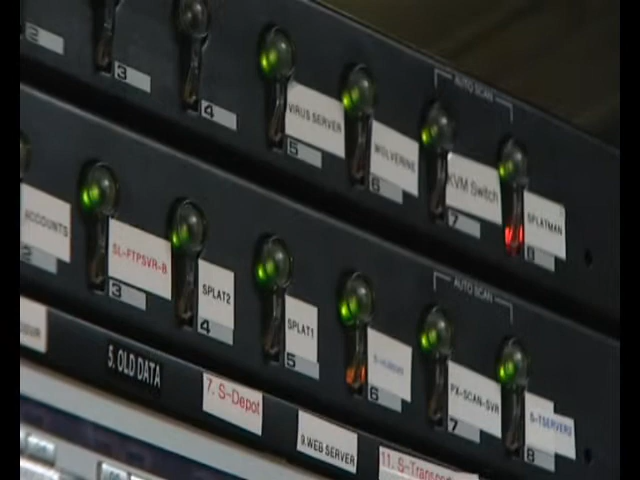 AUTO SCAN
2
3
4
VIRUS SERVER
5
WOLVERINE
6
KVM Switch
7
SPLATMAN
8
AUTO SCAN
ACCOUNTS
2
SL-FTPSVR-B
3
SPLAT2
4
SPLAT1
5
6
PX-SCAN-SVR
7
S-TSERVER2
8
5. OLD DATA
7. S-Depot
9.WEB SERVER